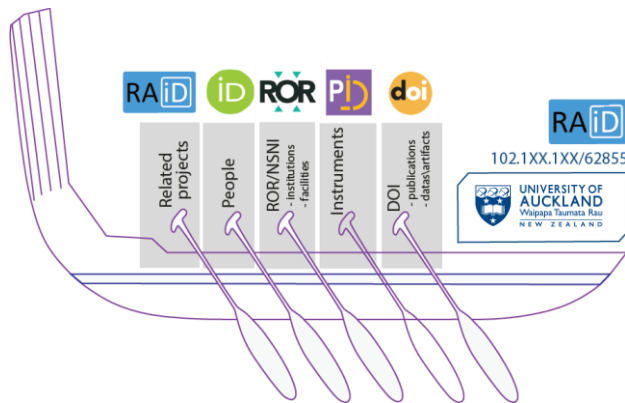 RAiD
iD
ROR
PiD
doi
Related
projects
People
ROR/NSNI
- institutions
- facilities
Instruments
DOI
- publications
- datas\artifacts
RAiD
102.1XX.1XX/62855
UNIVERSITY OF
AUCKLAND
Waipapa Taumata Rau
NEW ZEALAND